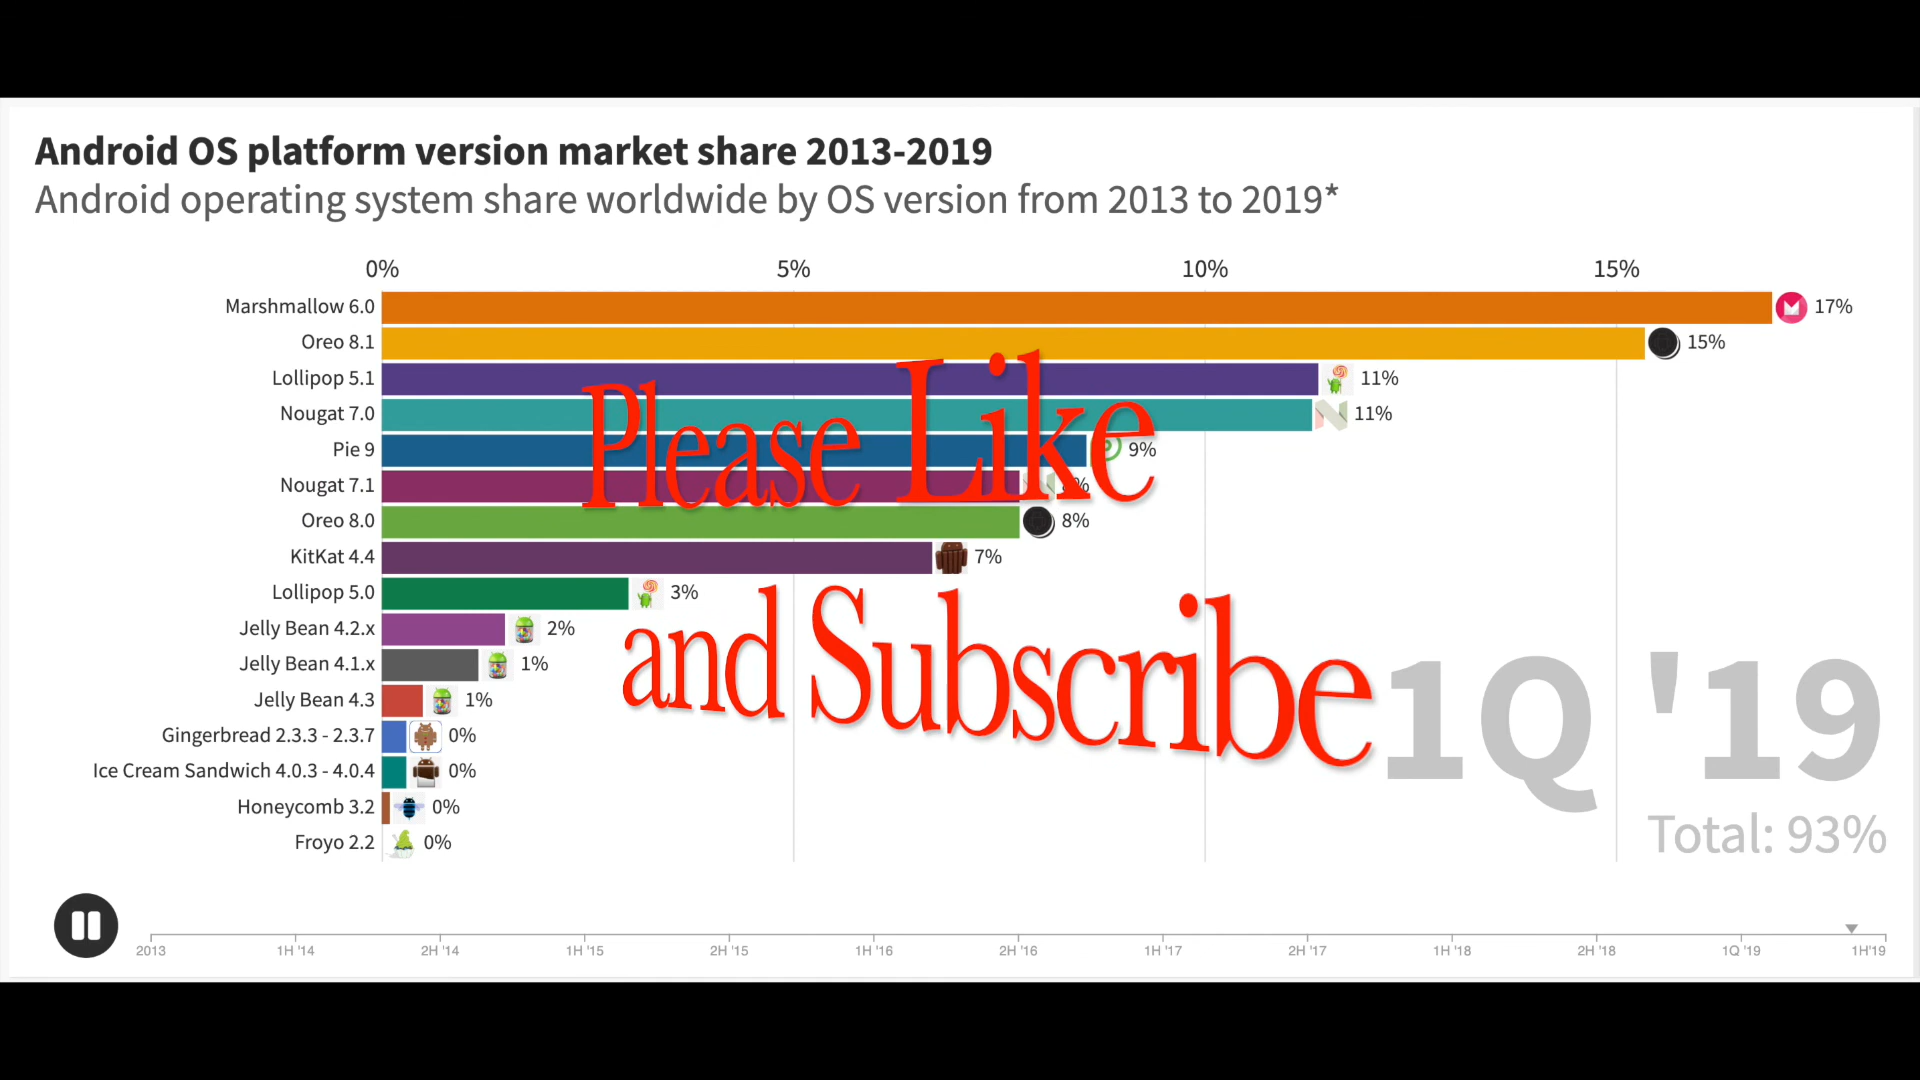 Android OS platform version market share 2013-2019
Android operating system share worldwide by OS version from 2013 to 2019*
0% 5% 10% 15%
Marshmallow 6.0 17%
Oreo 8.1 15%
Lollipop 5.1 11%
Nougat 7.0 11%
Pie 9 9%
Nougat 7.1
Oreo 8.0 8%
KitKat 4.4 7%
Lollipop 5.0 3%
Jelly Bean 4.2.x 2%
Jelly Bean 4.1.x 1%
Jelly Bean 4.3 1%
Gingerbread 2.3.3 - 2.3.7 0%
Ice Cream Sandwich 4.0.3 - 4.0.4 0%
Honeycomb 3.2 0%
Froyo 2.2 0%
Please Like
and Subscribe
1Q '19
Total: 93%
2013 1H '14 2H '14 1H '15 2H '15 1H '16 2H '16 1H '17 2H '17 1H '18 2H '18 1Q '19 1H'19